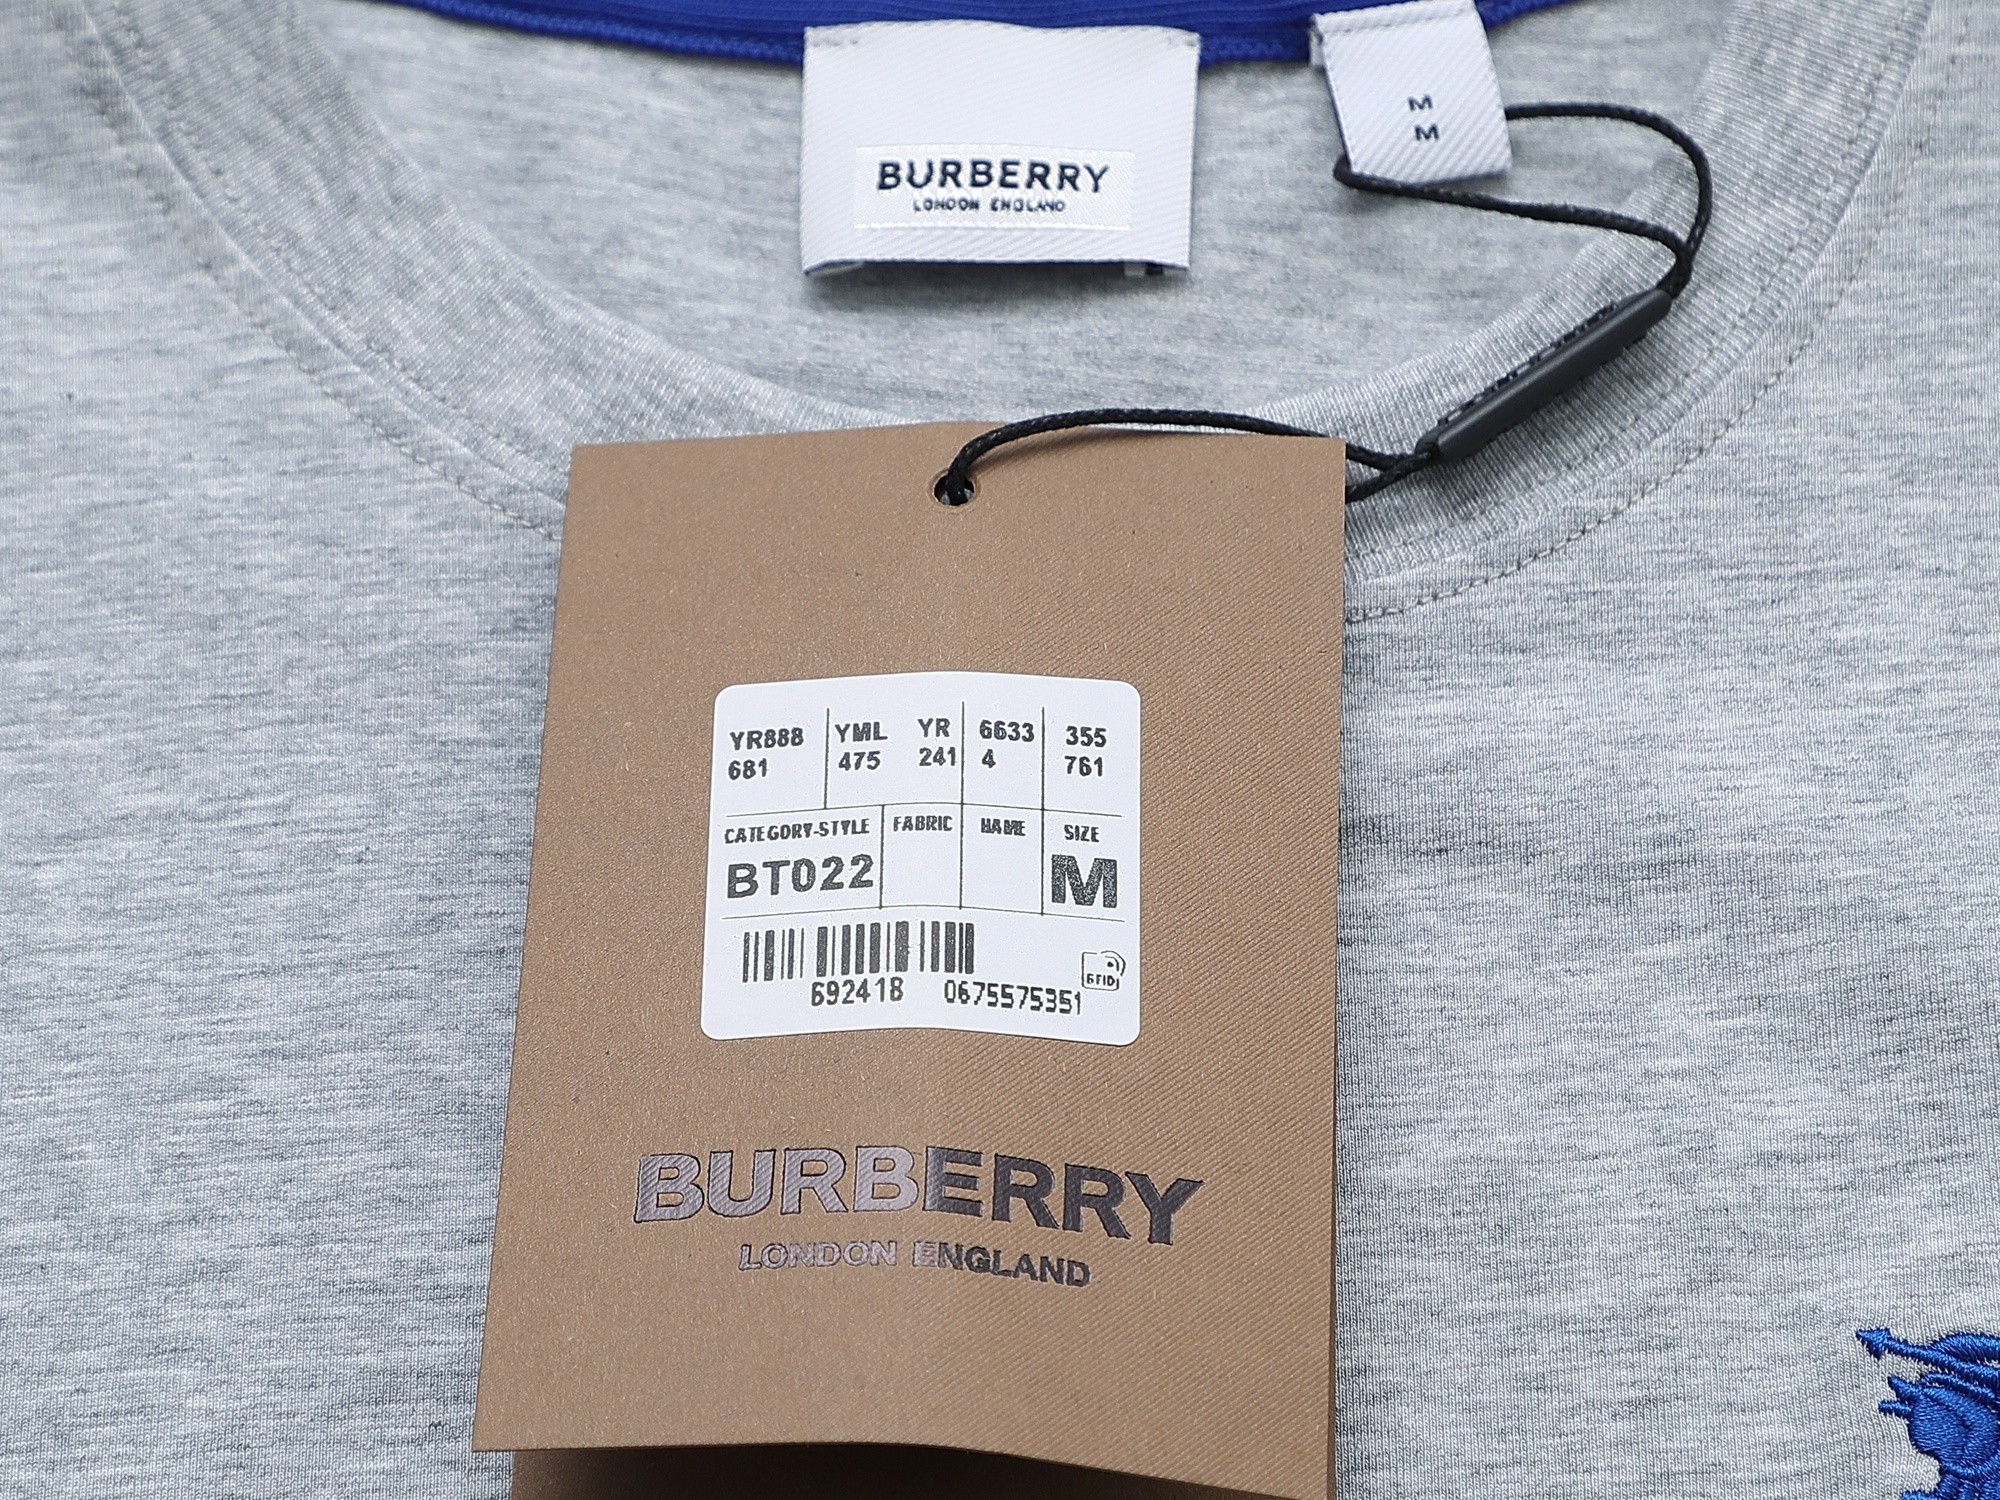 BURBERRY
LONDON ENGLAND
M
M
YR888 YML YR 6633 355
681 475 241 4 761
CATEGORY-STYLE FABRIC NAME SIZE
BT022 M
692418 0675575351
RFID
BURBERRY
LONDON ENGLAND